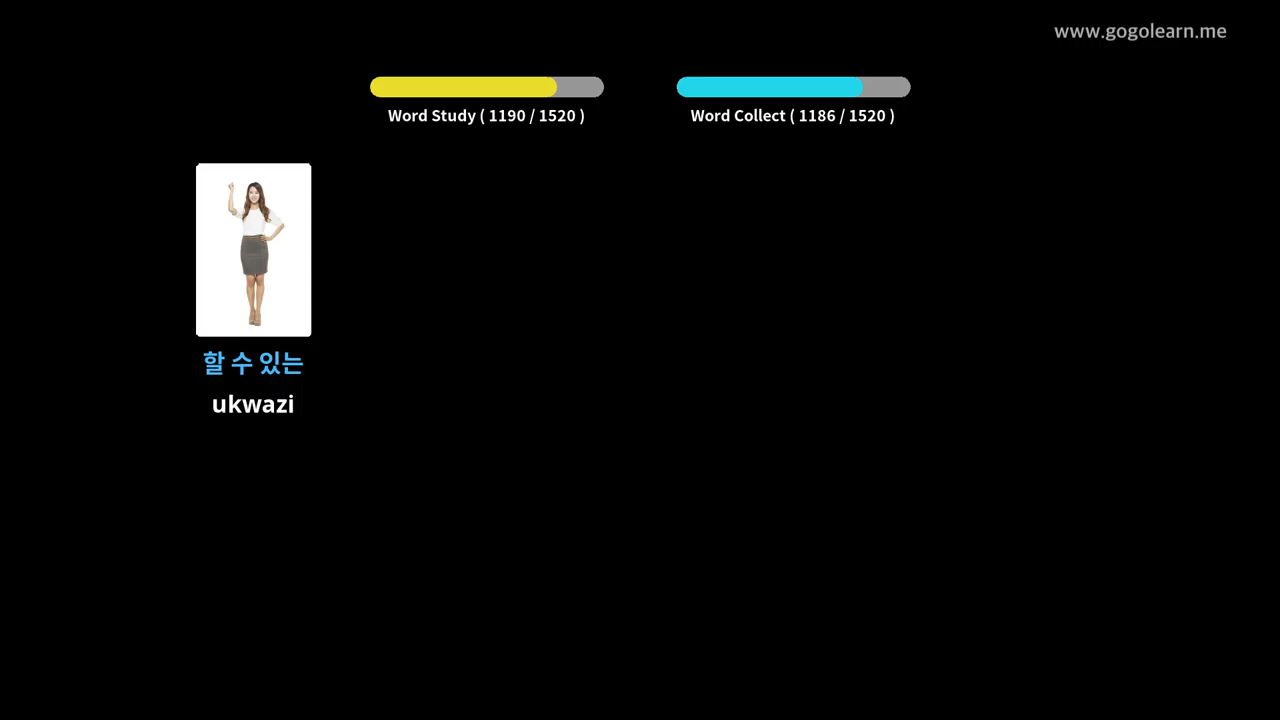 www.gogolearn.me
Word Study ( 1190 / 1520 )
Word Collect ( 1186 / 1520 )
할 수 있는
ukwazi